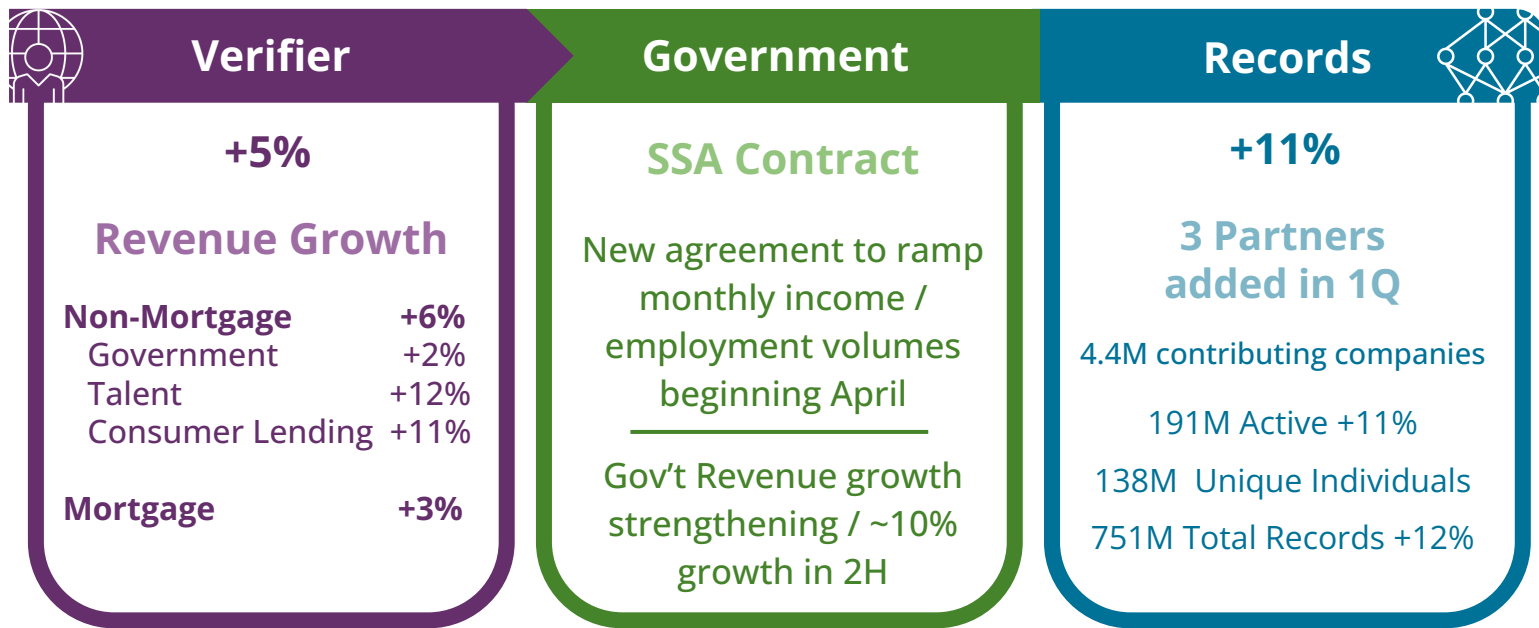 Verifier
+5%
Revenue Growth
Non-Mortgage +6%
Government +2%
Talent +12%
Consumer Lending +11%
Mortgage +3%
Government
SSA Contract
New agreement to ramp
monthly income /
employment volumes
beginning April
Gov’t Revenue growth
strengthening / ~10%
growth in 2H
Records
+11%
3 Partners
added in 1Q
4.4M contributing companies
191M Active +11%
138M  Unique Individuals
751M Total Records +12%